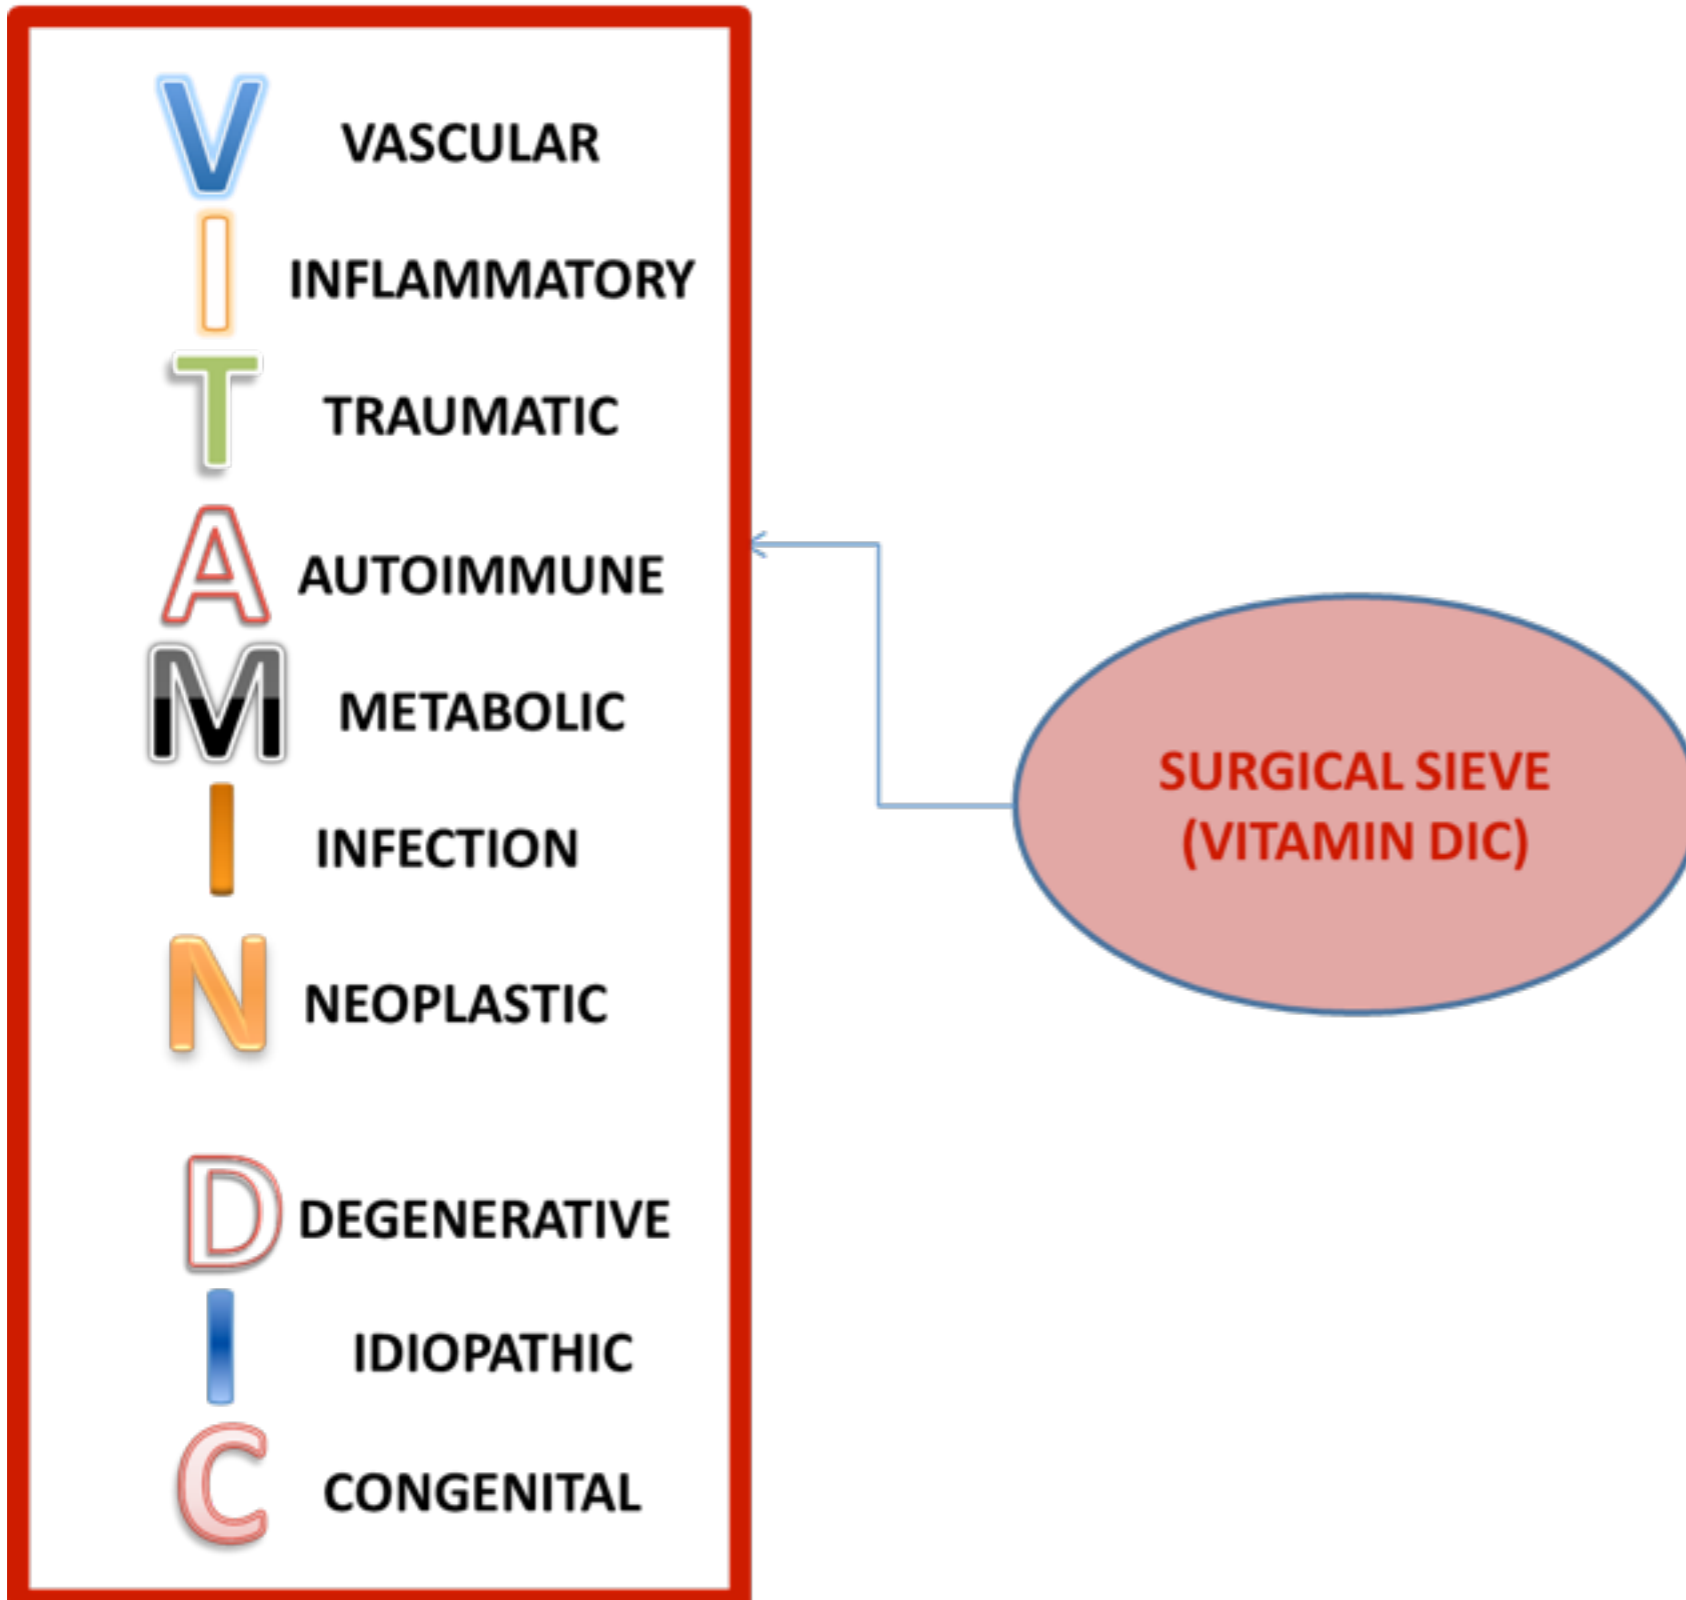 V VASCULAR
I INFLAMMATORY
T TRAUMATIC
A AUTOIMMUNE
M METABOLIC
I INFECTION
N NEOPLASTIC
D DEGENERATIVE
I IDIOPATHIC
C CONGENITAL
SURGICAL SIEVE
(VITAMIN DIC)